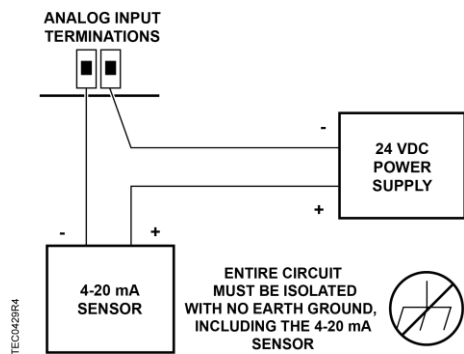 ANALOG INPUT
TERMINATIONS
-
24 VDC
POWER
SUPPLY
+
-
+
4-20 mA
SENSOR
ENTIRE CIRCUIT
MUST BE ISOLATED
WITH NO EARTH GROUND,
INCLUDING THE 4-20 mA
SENSOR
TEC0429R4